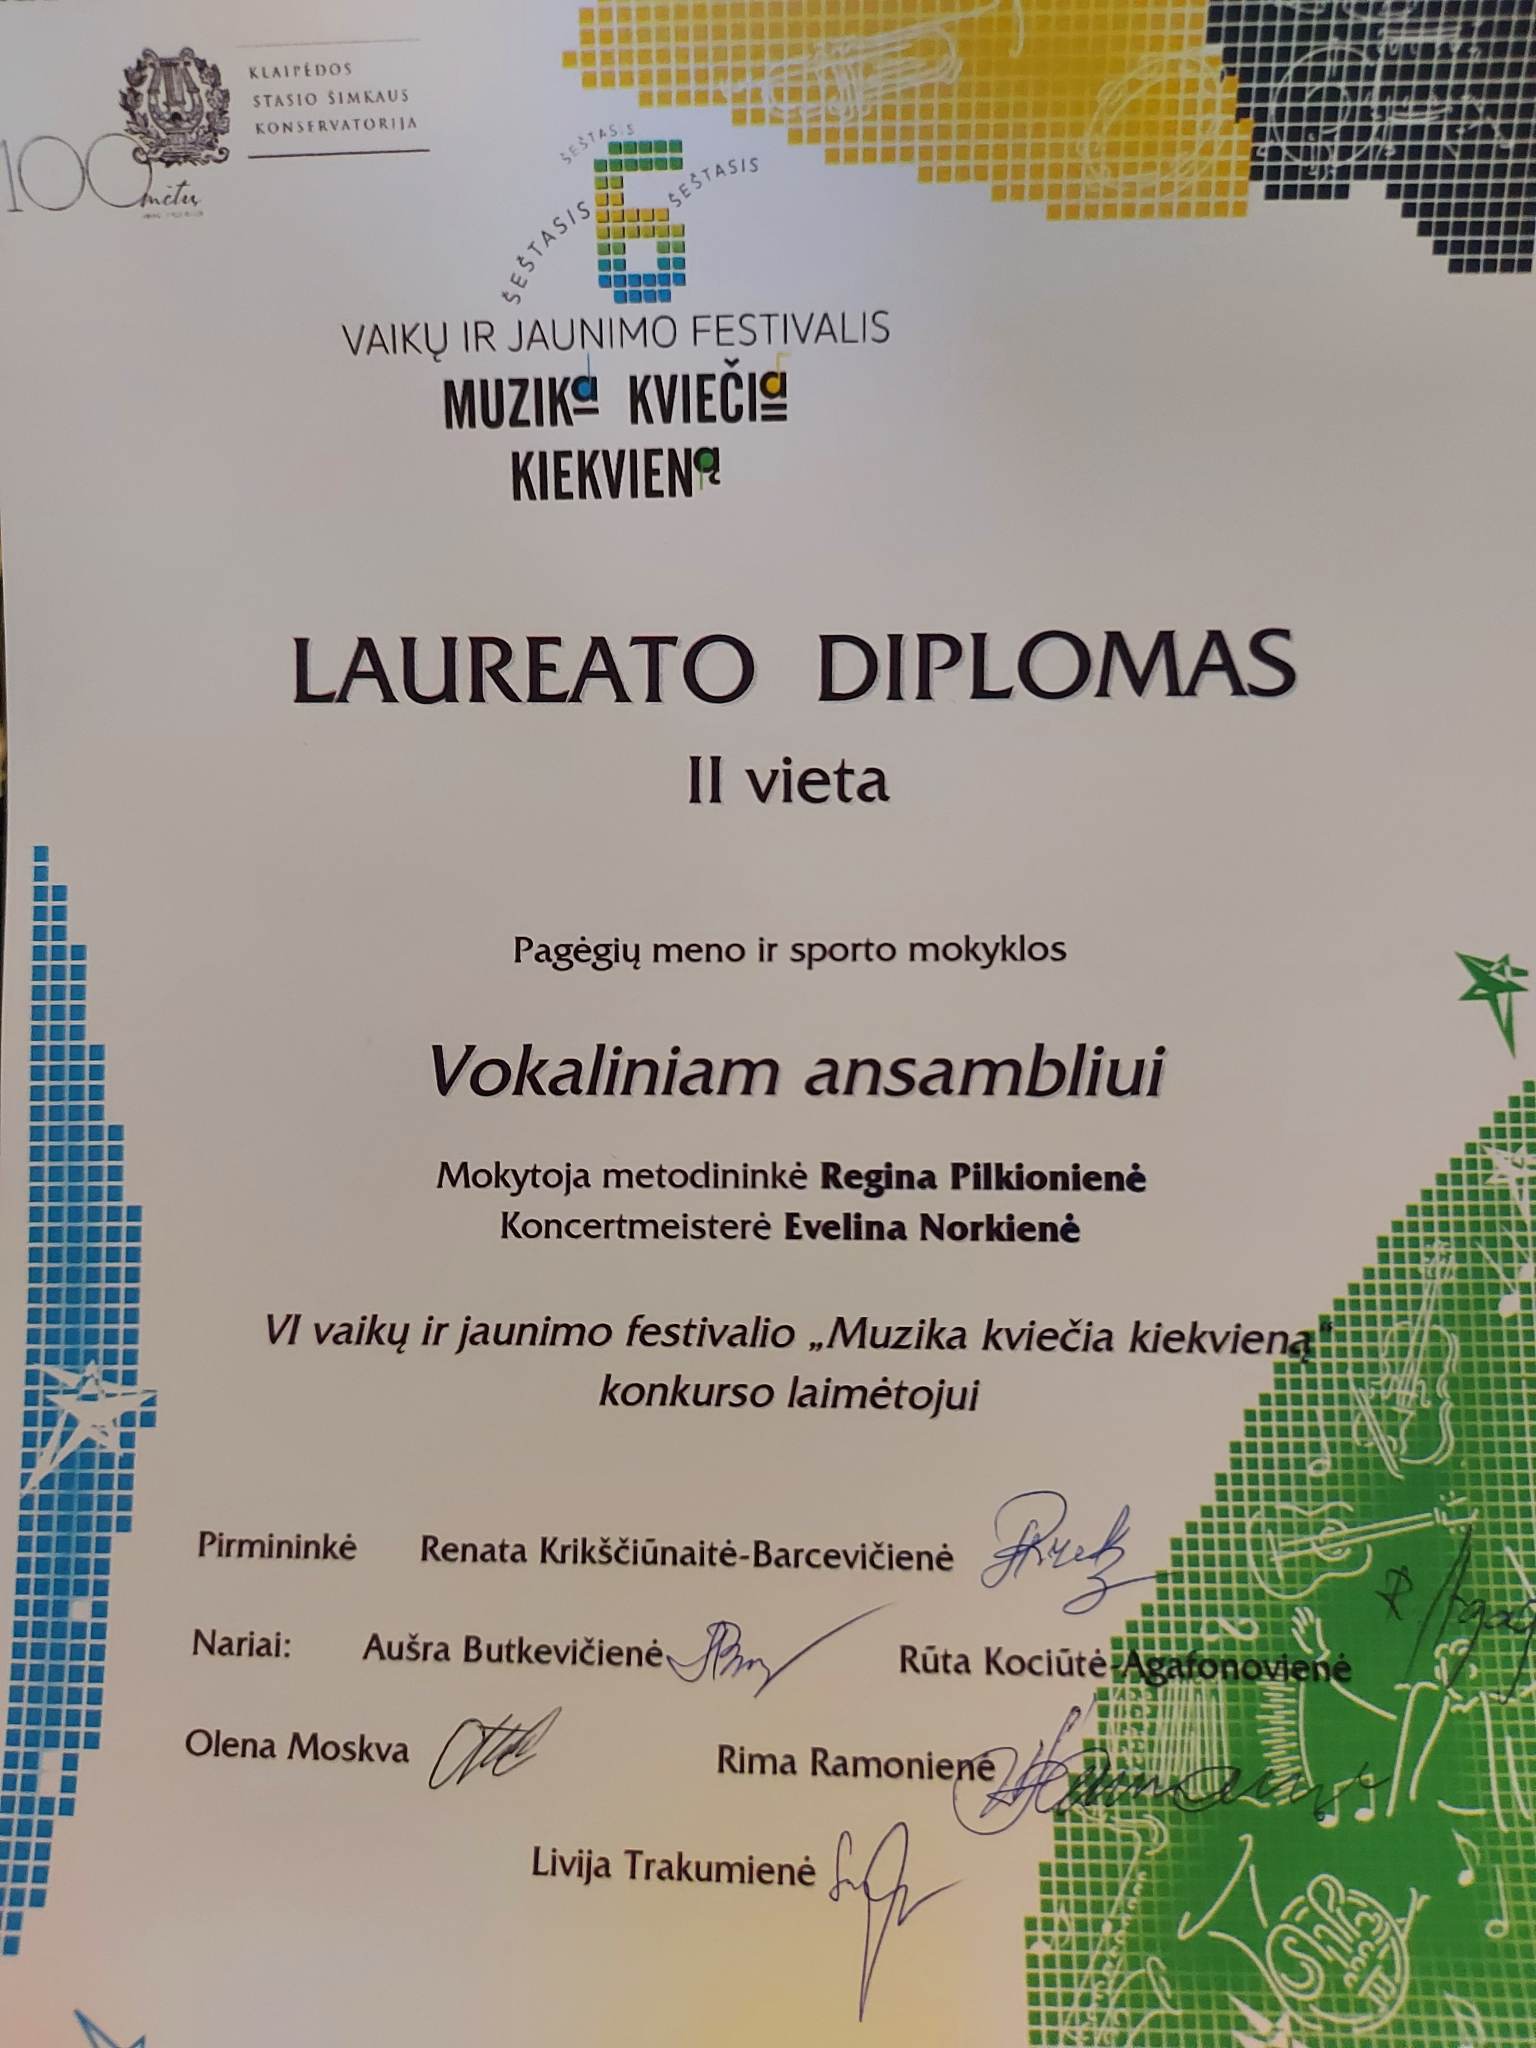 KLAIPĖDOS
STASIO ŠIMKAUS
KONSERVATORIJA
100 metus
ŠEŠTASIS
ŠEŠTASIS
ŠEŠTASIS
6
VAIKŲ IR JAUNIMO FESTIVALIS
MUZIKa KVIEČIa
KIEKVIENą
LAUREATO DIPLOMAS
II vieta
Pagėgių meno ir sporto mokyklos
Vokaliniam ansambliui
Mokytoja metodininkė Regina Pilkionienė
Koncertmeisterė Evelina Norkienė
VI vaikų ir jaunimo festivalio „Muzika kviečia kiekvieną“
konkurso laimėtojui
Pirmininkė Renata Krikščiūnaitė-Barcevičienė
Nariai: Aušra Butkevičienė Rūta Kociūtė-Agafonovienė
Olena Moskva Rima Ramonienė
Livija Trakumienė